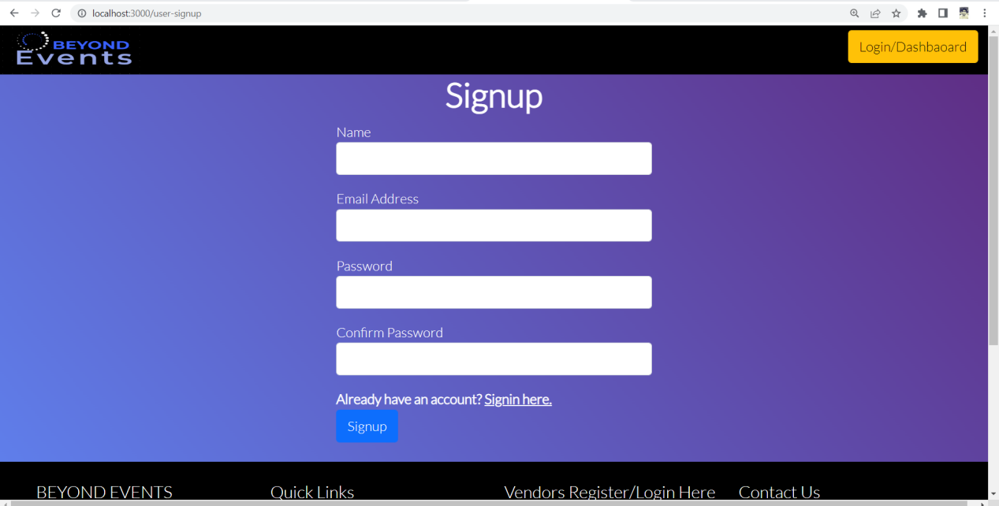 localhost:3000/user-signup
BEYOND
Events
Login/Dashbaoard
Signup
Name
Email Address
Password
Confirm Password
Already have an account? Signin here.
Signup
BEYOND EVENTS
Quick Links
Vendors Register/Login Here
Contact Us